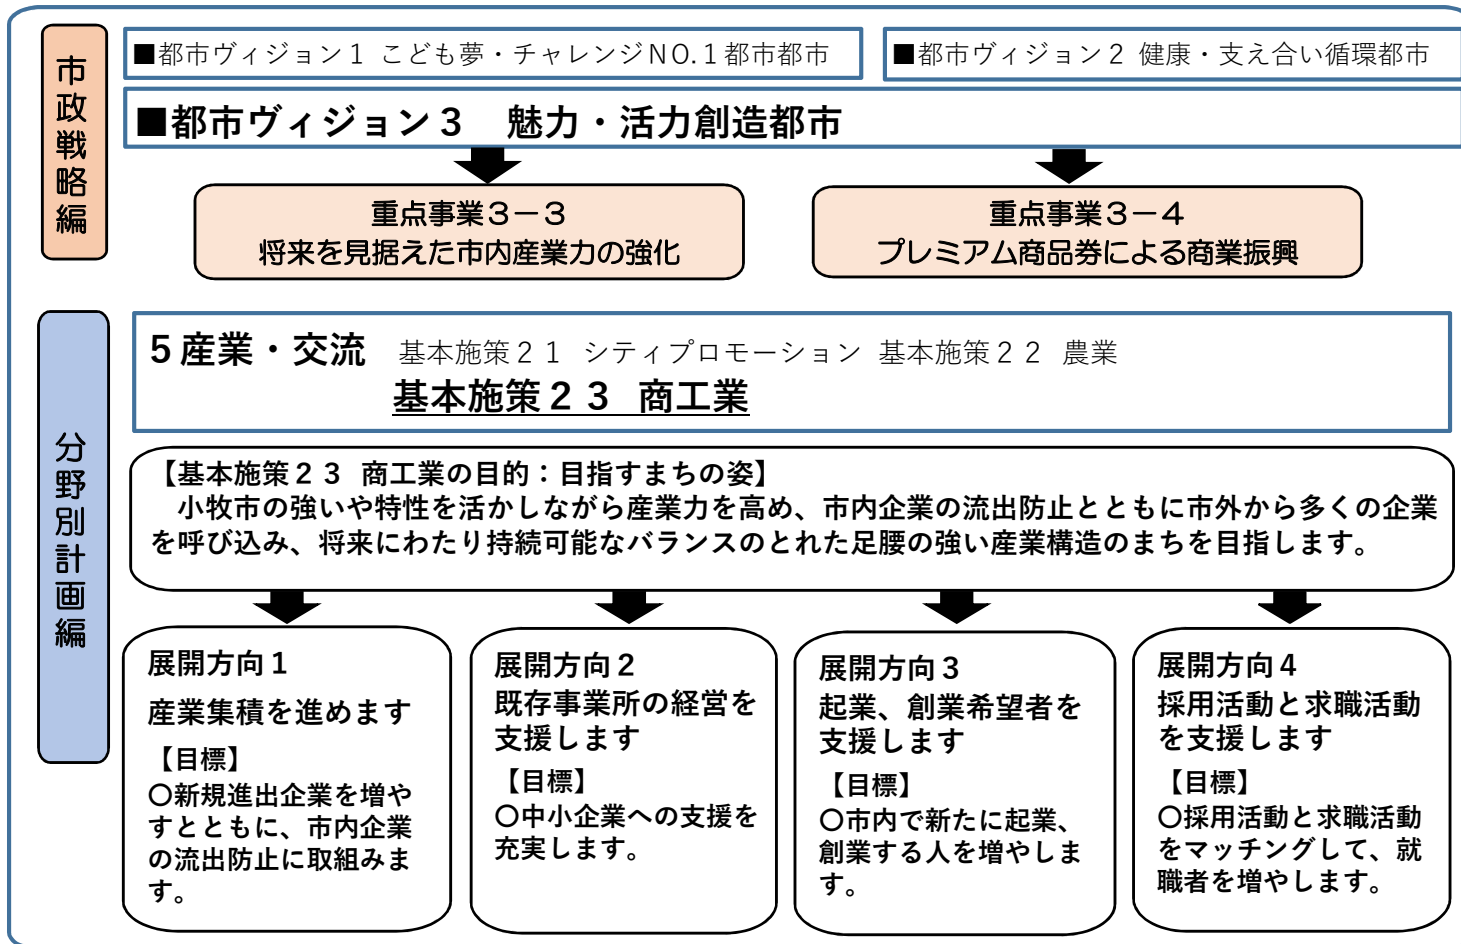 市政戦略編
■都市ヴィジョン１ こども夢・チャレンジNO.１都市都市
■都市ヴィジョン２ 健康・支え合い循環都市
■都市ヴィジョン３　魅力・活力創造都市
重点事業３－３
将来を見据えた市内産業力の強化
重点事業３－４
プレミアム商品券による商業振興
分野別計画編
５産業・交流　基本施策２１ シティプロモーション 基本施策２２ 農業
基本施策２３ 商工業
【基本施策２３ 商工業の目的：目指すまちの姿】
小牧市の強いや特性を活かしながら産業力を高め、市内企業の流出防止とともに市外から多くの企業
を呼び込み、将来にわたり持続可能なバランスのとれた足腰の強い産業構造のまちを目指します。
展開方向１
産業集積を進めます
【目標】
〇新規進出企業を増や
すとともに、市内企業
の流出防止に取組みま
す。
展開方向２
既存事業所の経営を
支援します
【目標】
〇中小企業への支援を
充実します。
展開方向３
起業、創業希望者を
支援します
【目標】
〇市内で新たに起業、
創業する人を増やしま
す。
展開方向４
採用活動と求職活動
を支援します
【目標】
〇採用活動と求職活動
をマッチングして、就
職者を増やします。